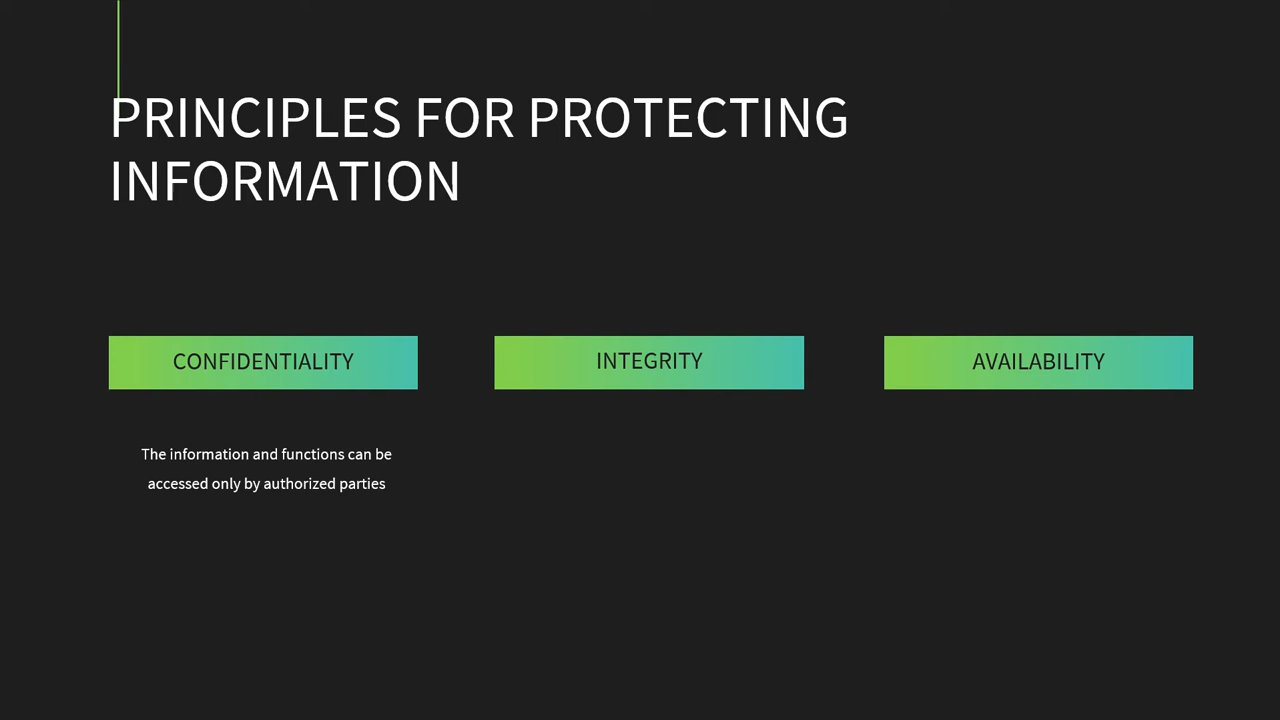 PRINCIPLES FOR PROTECTING
INFORMATION
CONFIDENTIALITY
INTEGRITY
AVAILABILITY
The information and functions can be
accessed only by authorized parties